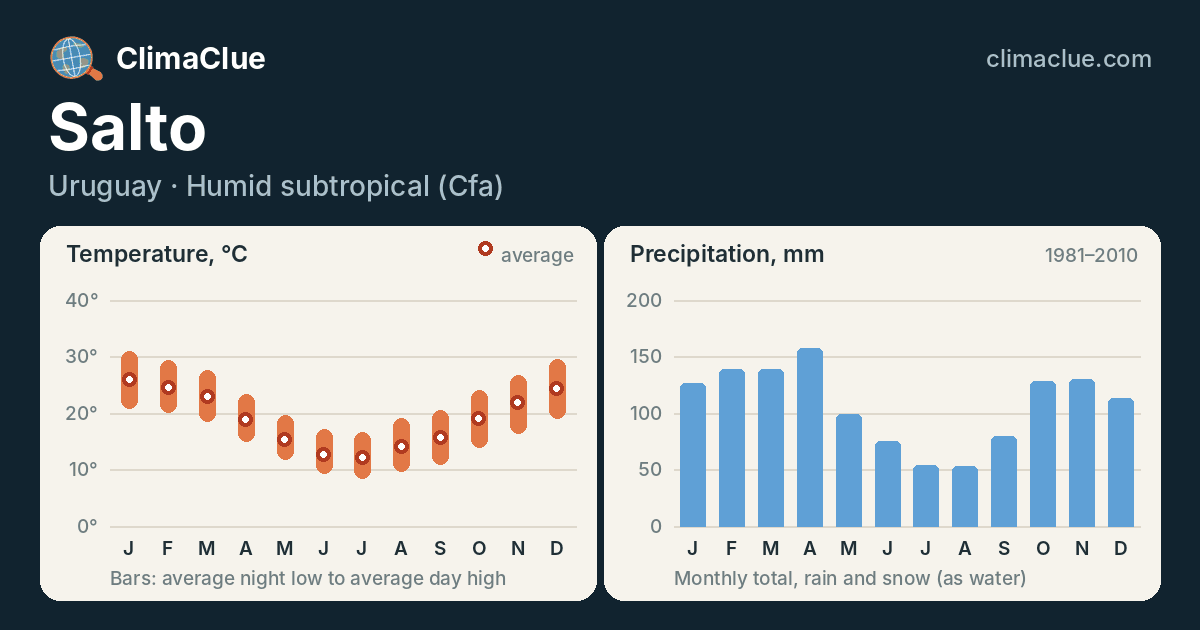 ClimaClue
climaclue.com
Salto
Uruguay · Humid subtropical (Cfa)
Temperature, °C
average
40°
30°
20°
10°
0°
J F M A M J J A S O N D
Bars: average night low to average day high
Precipitation, mm
1981–2010
200
150
100
50
0
J F M A M J J A S O N D
Monthly total, rain and snow (as water)